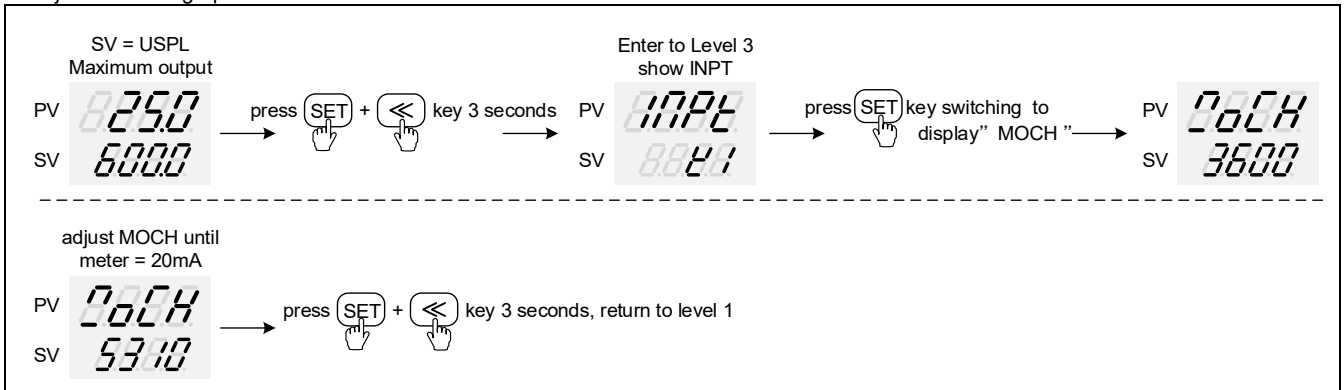 SV = USPL
Maximum output
PV 25.0
SV 600.0
press SET + ≪ key 3 seconds
Enter to Level 3
show INPT
PV INPt
SV K1
press SET key switching to
display” MOCH ”
PV MoCH
SV 3600
adjust MOCH until
meter = 20mA
PV MoCH
SV 5310
press SET + ≪ key 3 seconds, return to level 1